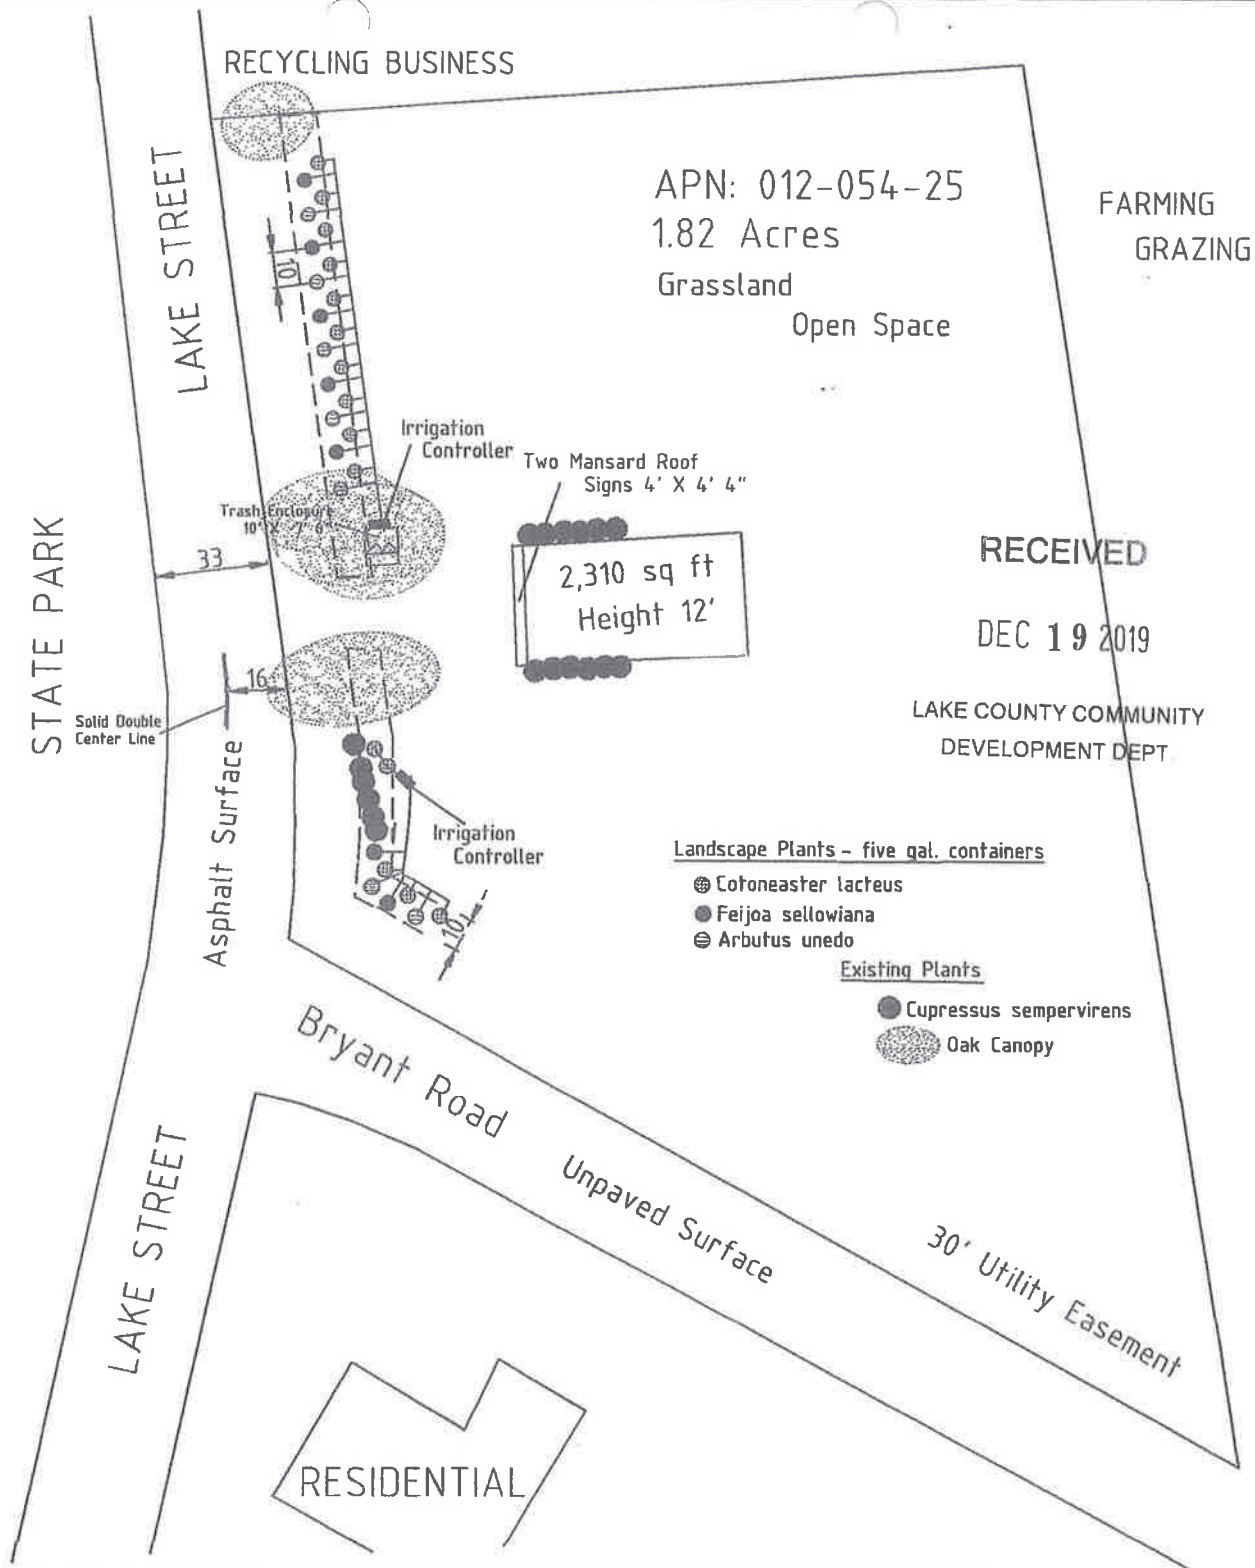 RECYCLING BUSINESS
LAKE STREET
APN: 012-054-25
1.82 Acres
Grassland
Open Space
FARMING
GRAZING
10
Irrigation
Controller
Two Mansard Roof
Signs 4' X 4' 4"
Trash Enclosure
10' X 7' 6"
STATE PARK
33
2,310 sq ft
Height 12'
RECEIVED
DEC 19 2019
LAKE COUNTY COMMUNITY
DEVELOPMENT DEPT
16
Solid Double
Center Line
Asphalt Surface
Irrigation
Controller
10
Landscape Plants - five gal. containers
Cotoneaster lacteus
Feijoa sellowiana
Arbutus unedo
Existing Plants
Cupressus sempervirens
Oak Canopy
Bryant Road
Unpaved Surface
30' Utility Easement
LAKE STREET
RESIDENTIAL